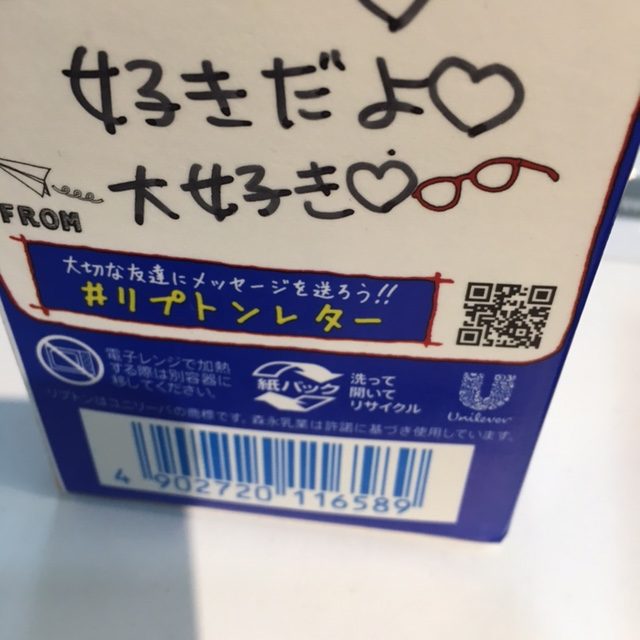 好きだよ♡
大好き♡
FROM
大切な友達にメッセージを送ろう!!
#リプトンレター
電子レンジで加熱
する際は別容器に
移してください。
紙パック
洗って
開いて
リサイクル
Unilever
リプトンはユニリーバの商標です。森永乳業は許諾に基づき使用しています。
4 902720 116589